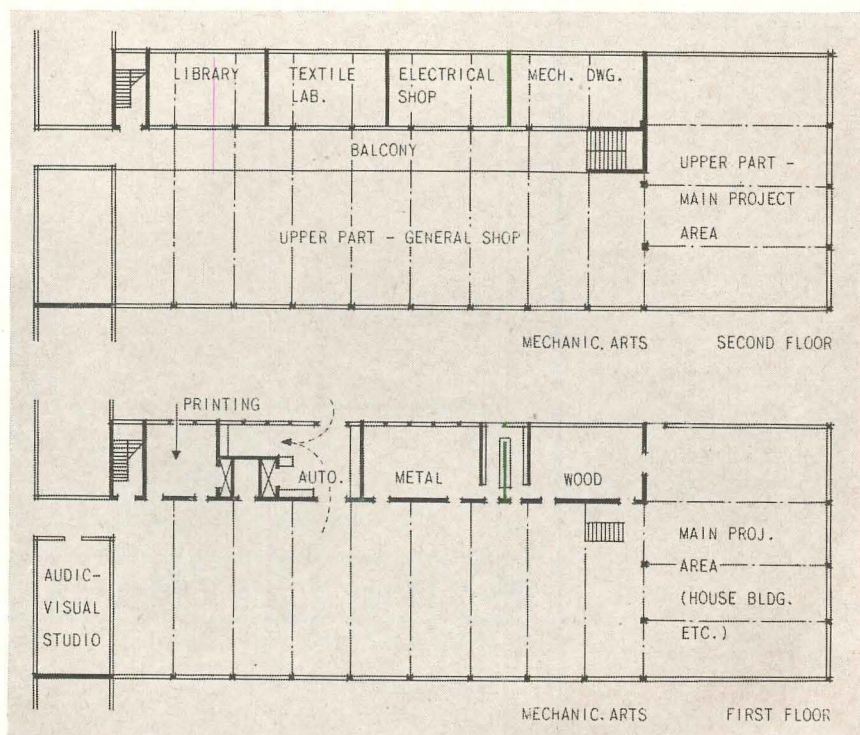 LIBRARY
TEXTILE
LAB.
ELECTRICAL
SHOP
MECH. DWG.
BALCONY
UPPER PART –
MAIN PROJECT
AREA
UPPER PART – GENERAL SHOP
MECHANIC. ARTS SECOND FLOOR
PRINTING
AUTO.
METAL
WOOD
MAIN PROJ.
AREA
(HOUSE BLDG.
ETC.)
AUDIC-
VISUAL
STUDIO
MECHANIC. ARTS FIRST FLOOR